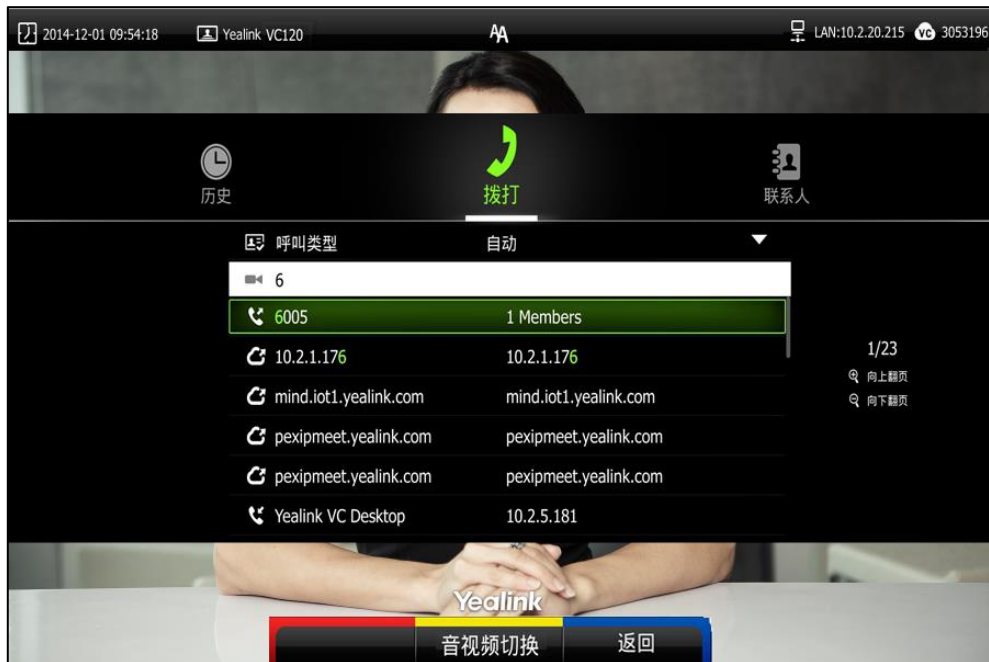 2014-12-01 09:54:18 Yealink VC120 AA LAN:10.2.20.215 VC 3053196
历史 拨打 联系人
呼叫类型 自动
6
6005 1 Members
10.2.1.176 10.2.1.176
mind.iot1.yealink.com mind.iot1.yealink.com
pexipmeet.yealink.com pexipmeet.yealink.com
pexipmeet.yealink.com pexipmeet.yealink.com
Yealink VC Desktop 10.2.5.181
1/23
向上翻页
向下翻页
Yealink
音视频切换 返回